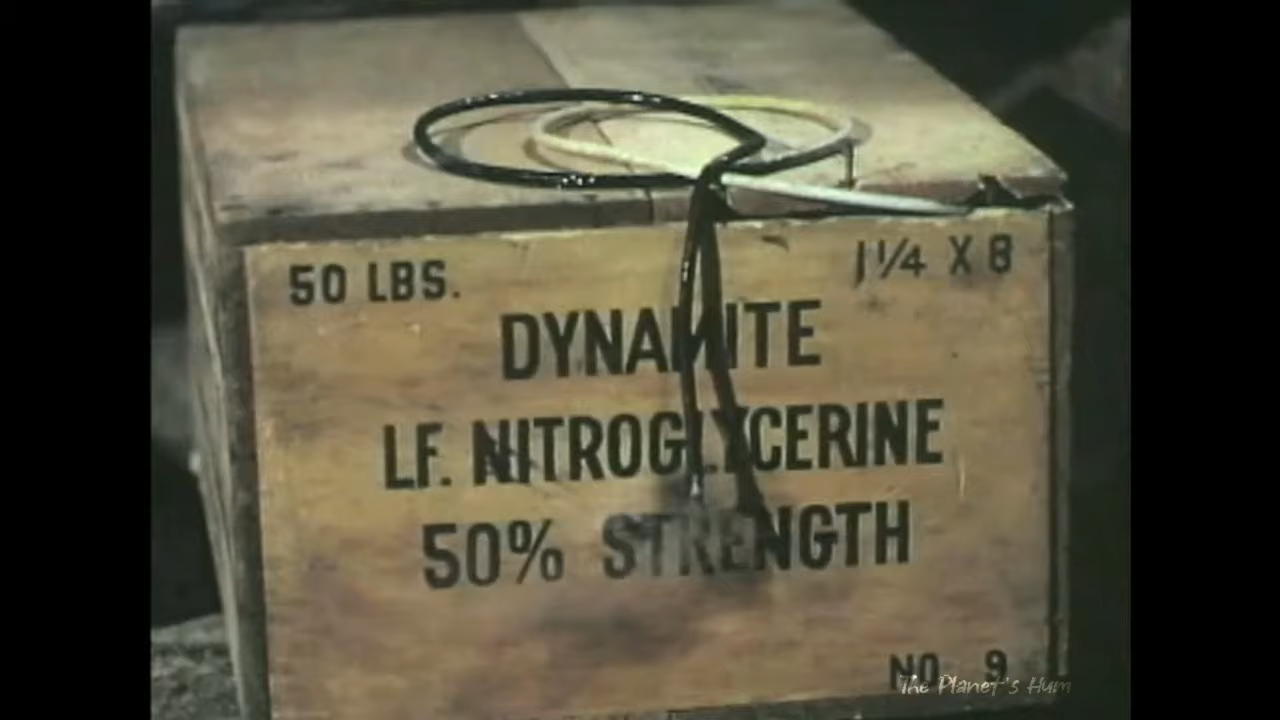 50 LBS. 1¼ X 8
DYNAMITE
LF. NITROGLYCERINE
50% STRENGTH
NO. 9
The Planet's Hum